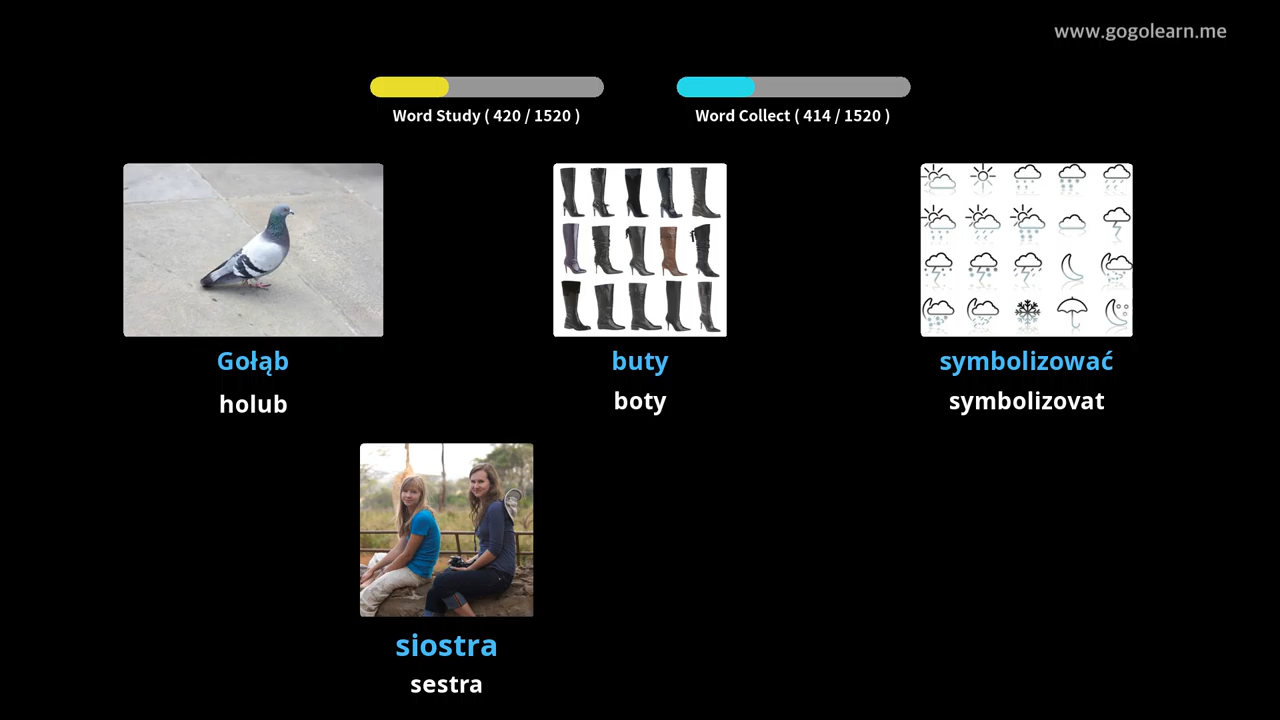 www.gogolearn.me
Word Study ( 420 / 1520 )
Word Collect ( 414 / 1520 )
Gołąb
holub
buty
boty
symbolizować
symbolizovat
siostra
sestra